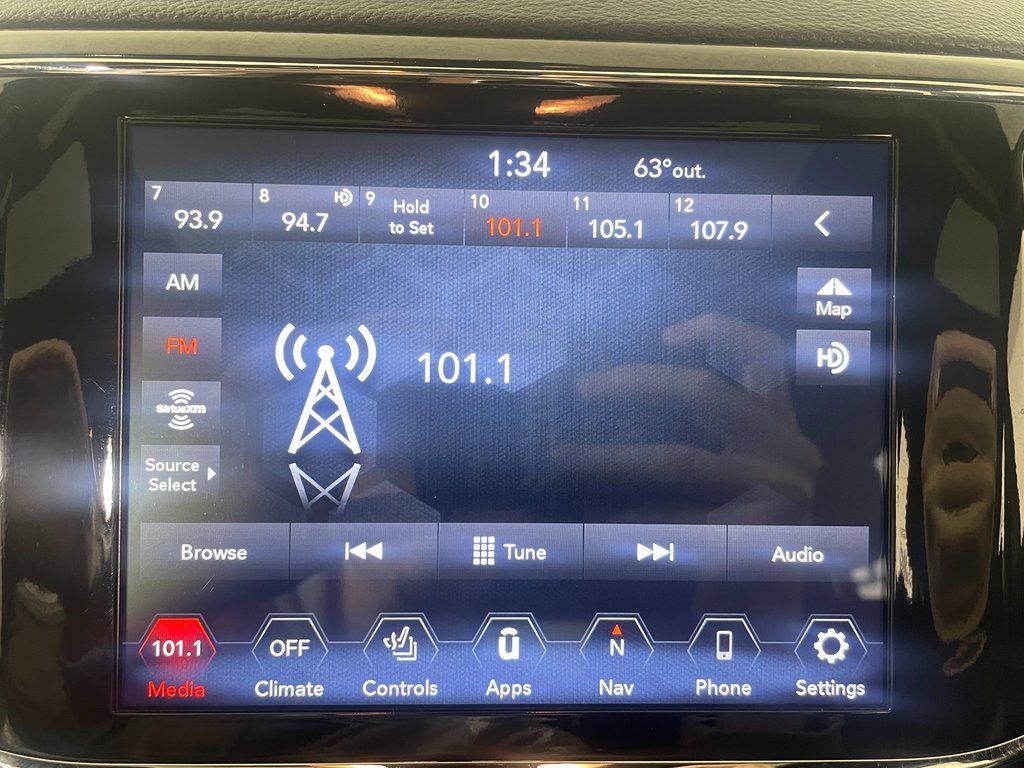 1:34 63°out.
7 93.9
8 94.7 HD
9 Hold
to Set
10 101.1
11 105.1
12 107.9
AM
FM
SiriusXM
Source
Select
101.1
Map
HD
Browse
Tune
Audio
101.1 OFF N
Media Climate Controls Apps Nav Phone Settings